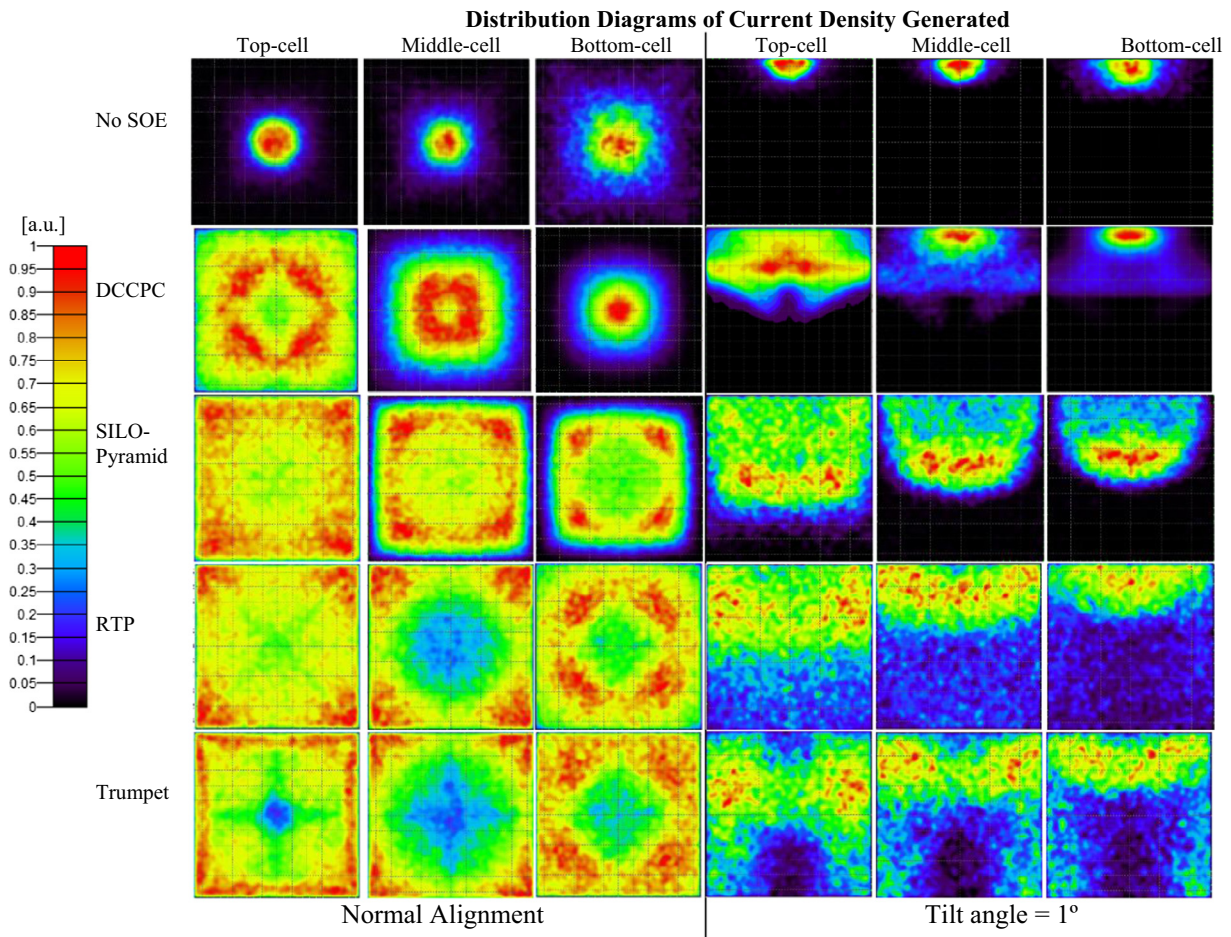 Distribution Diagrams of Current Density Generated
Top-cell Middle-cell Bottom-cell Top-cell Middle-cell Bottom-cell
No SOE
[a.u.]
1
0.95
0.9
0.85
0.8
0.75
0.7
0.65
0.6
0.55
0.5
0.45
0.4
0.35
0.3
0.25
0.2
0.15
0.1
0.05
0
DCCPC
SILO-
Pyramid
RTP
Trumpet
Normal Alignment Tilt angle = 1º